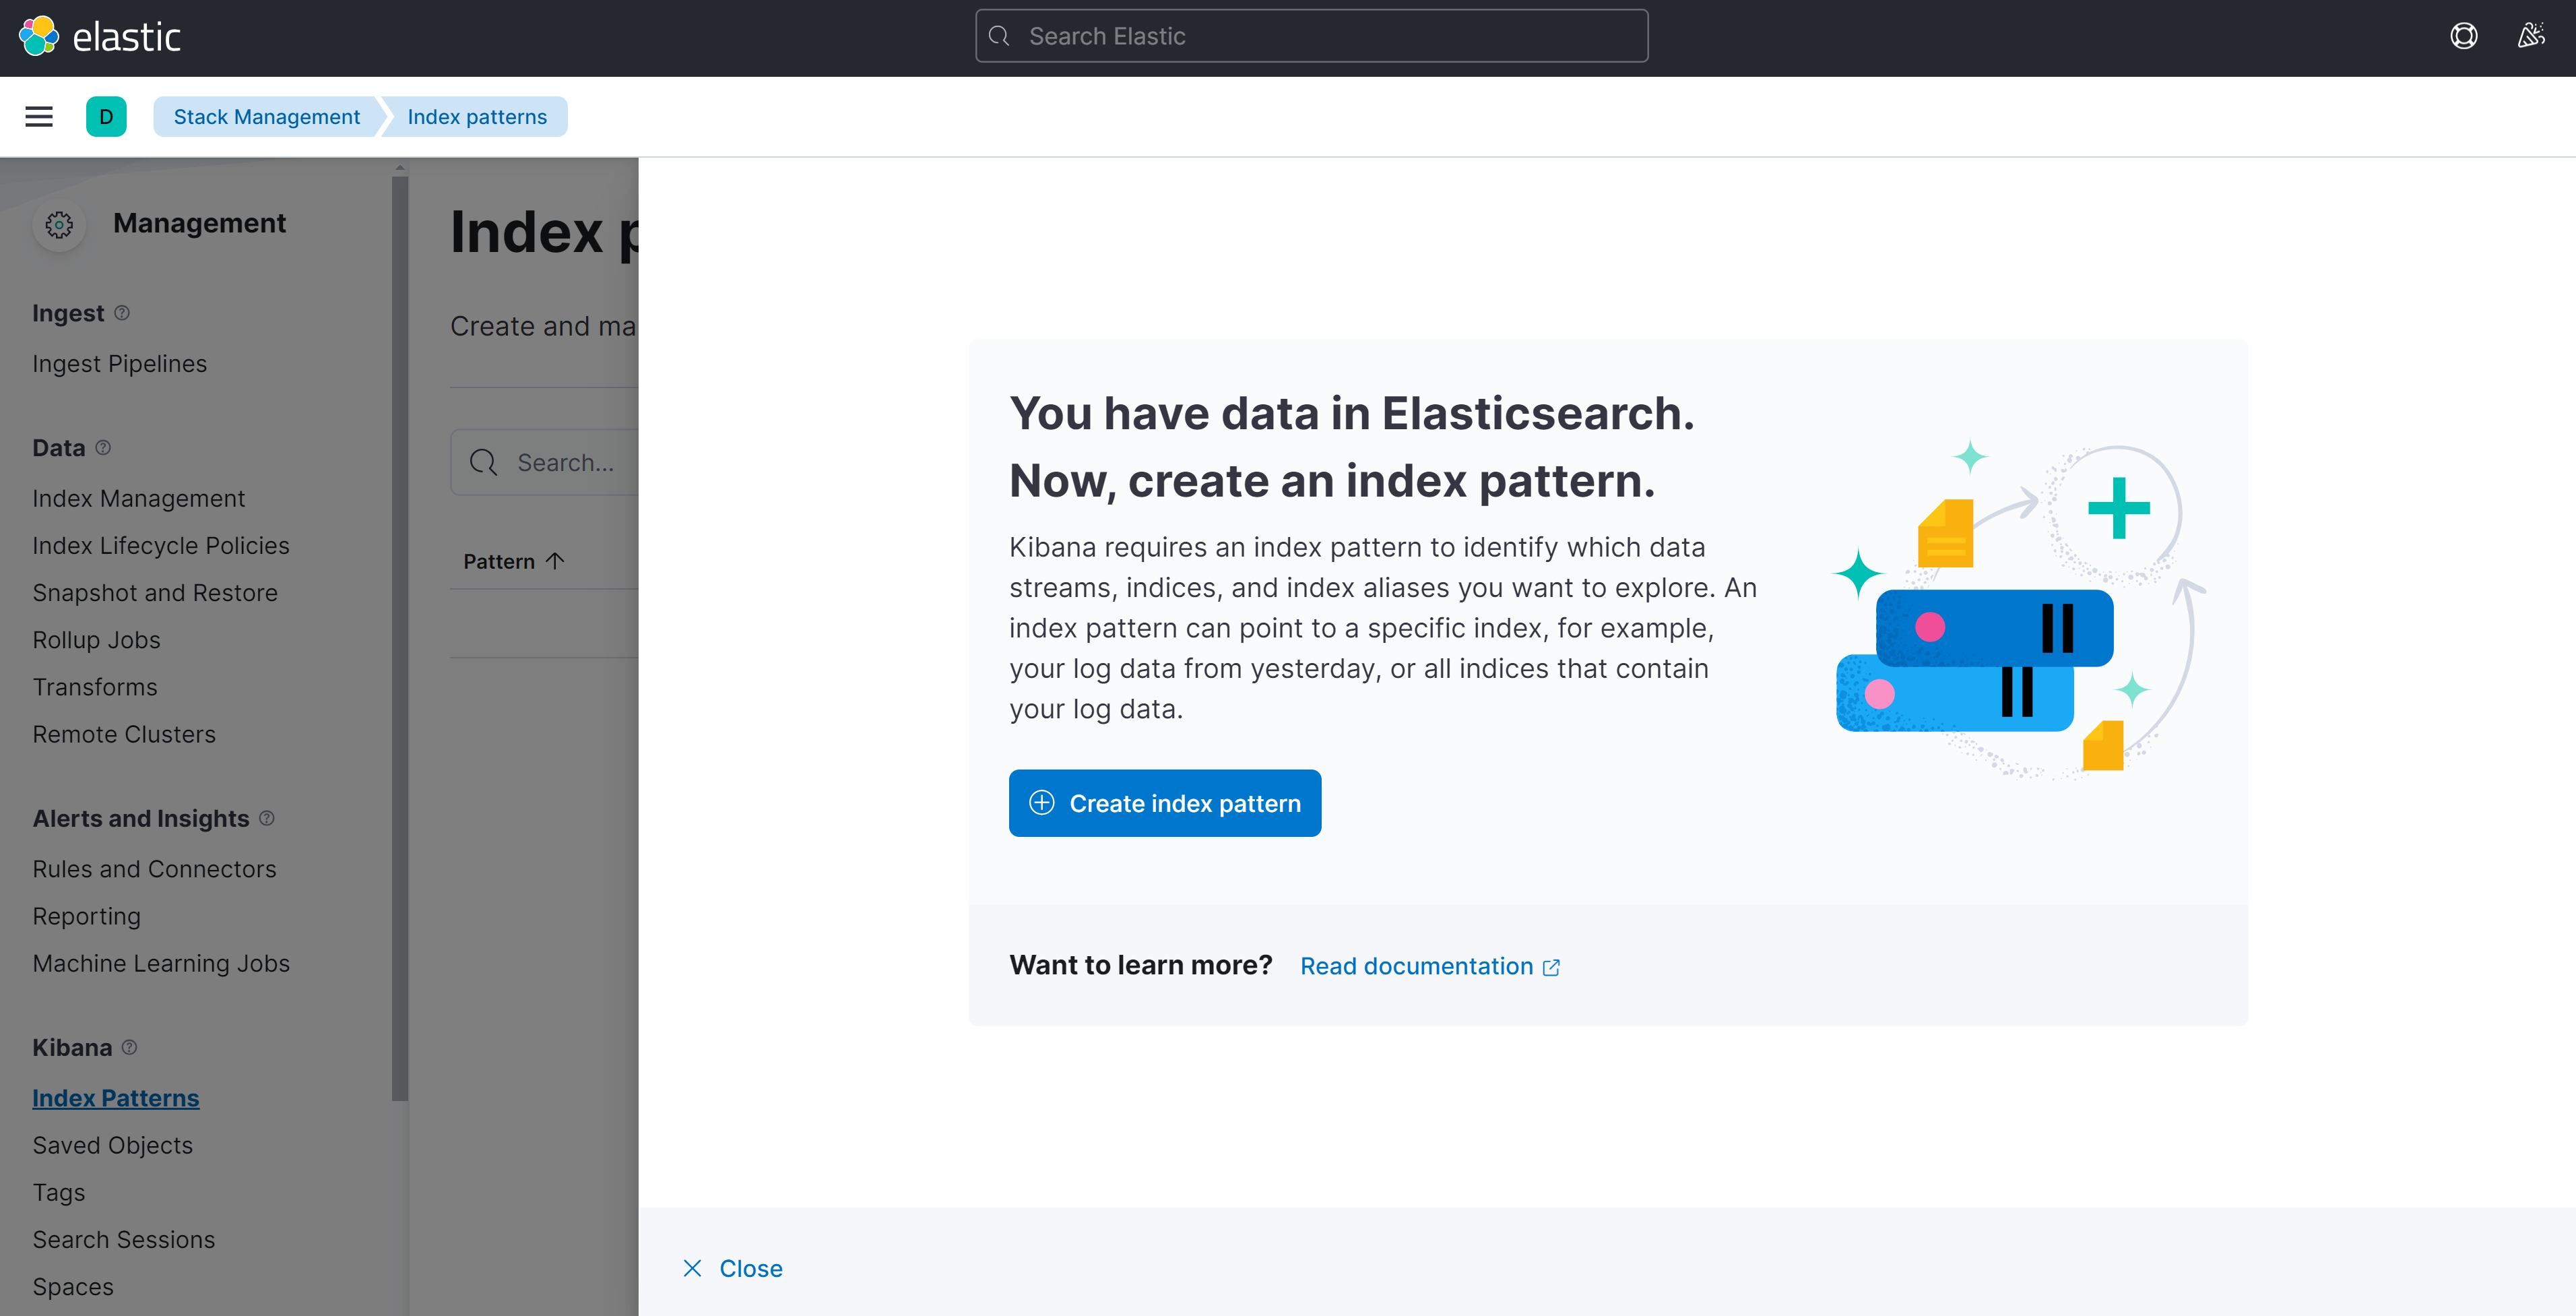 elastic
Search Elastic
D
Stack Management
Index patterns
Management
Ingest
Ingest Pipelines
Data
Index Management
Index Lifecycle Policies
Snapshot and Restore
Rollup Jobs
Transforms
Remote Clusters
Alerts and Insights
Rules and Connectors
Reporting
Machine Learning Jobs
Kibana
Index Patterns
Saved Objects
Tags
Search Sessions
Spaces
Index p
Create and ma
Search...
Pattern
You have data in Elasticsearch.
Now, create an index pattern.
Kibana requires an index pattern to identify which data
streams, indices, and index aliases you want to explore. An
index pattern can point to a specific index, for example,
your log data from yesterday, or all indices that contain
your log data.
Create index pattern
Want to learn more?
Read documentation
Close